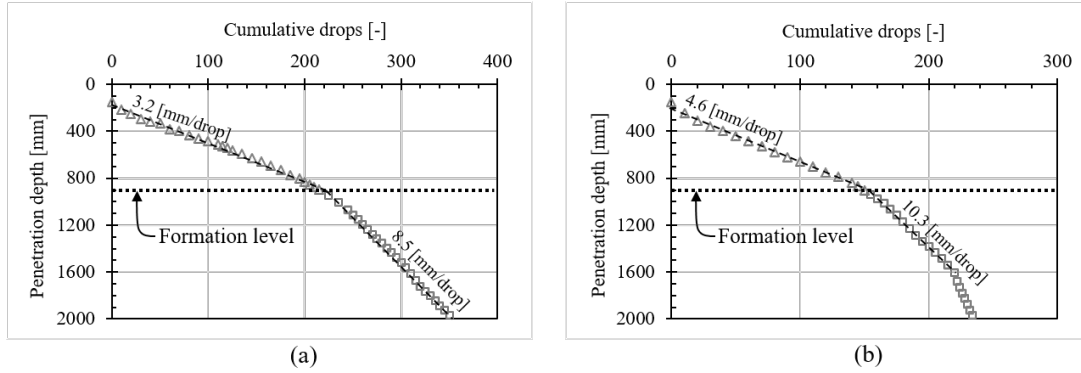 Cumulative drops [-]
0 100 200 300 400
0
400
800
1200
1600
2000
Penetration depth [mm]
3.2 [mm/drop]
8.5 [mm/drop]
Formation level
(a)
Cumulative drops [-]
0 100 200 300
0
400
800
1200
1600
2000
Penetration depth [mm]
4.6 [mm/drop]
10.3 [mm/drop]
Formation level
(b)